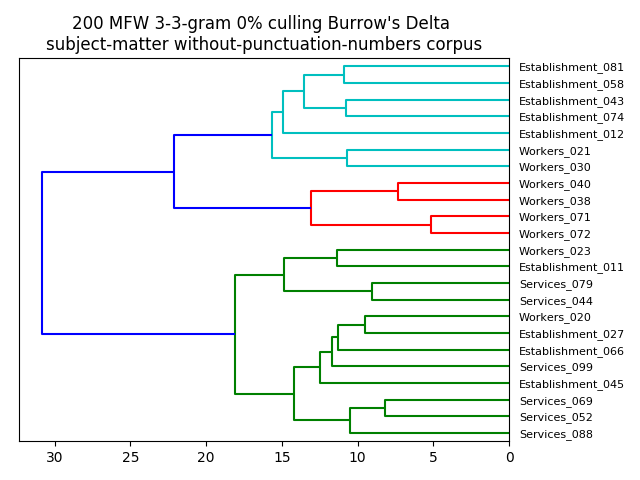 200 MFW 3-3-gram 0% culling Burrow's Delta
subject-matter without-punctuation-numbers corpus
Establishment_081
Establishment_058
Establishment_043
Establishment_074
Establishment_012
Workers_021
Workers_030
Workers_040
Workers_038
Workers_071
Workers_072
Workers_023
Establishment_011
Services_079
Services_044
Workers_020
Establishment_027
Establishment_066
Services_099
Establishment_045
Services_069
Services_052
Services_088
30 25 20 15 10 5 0